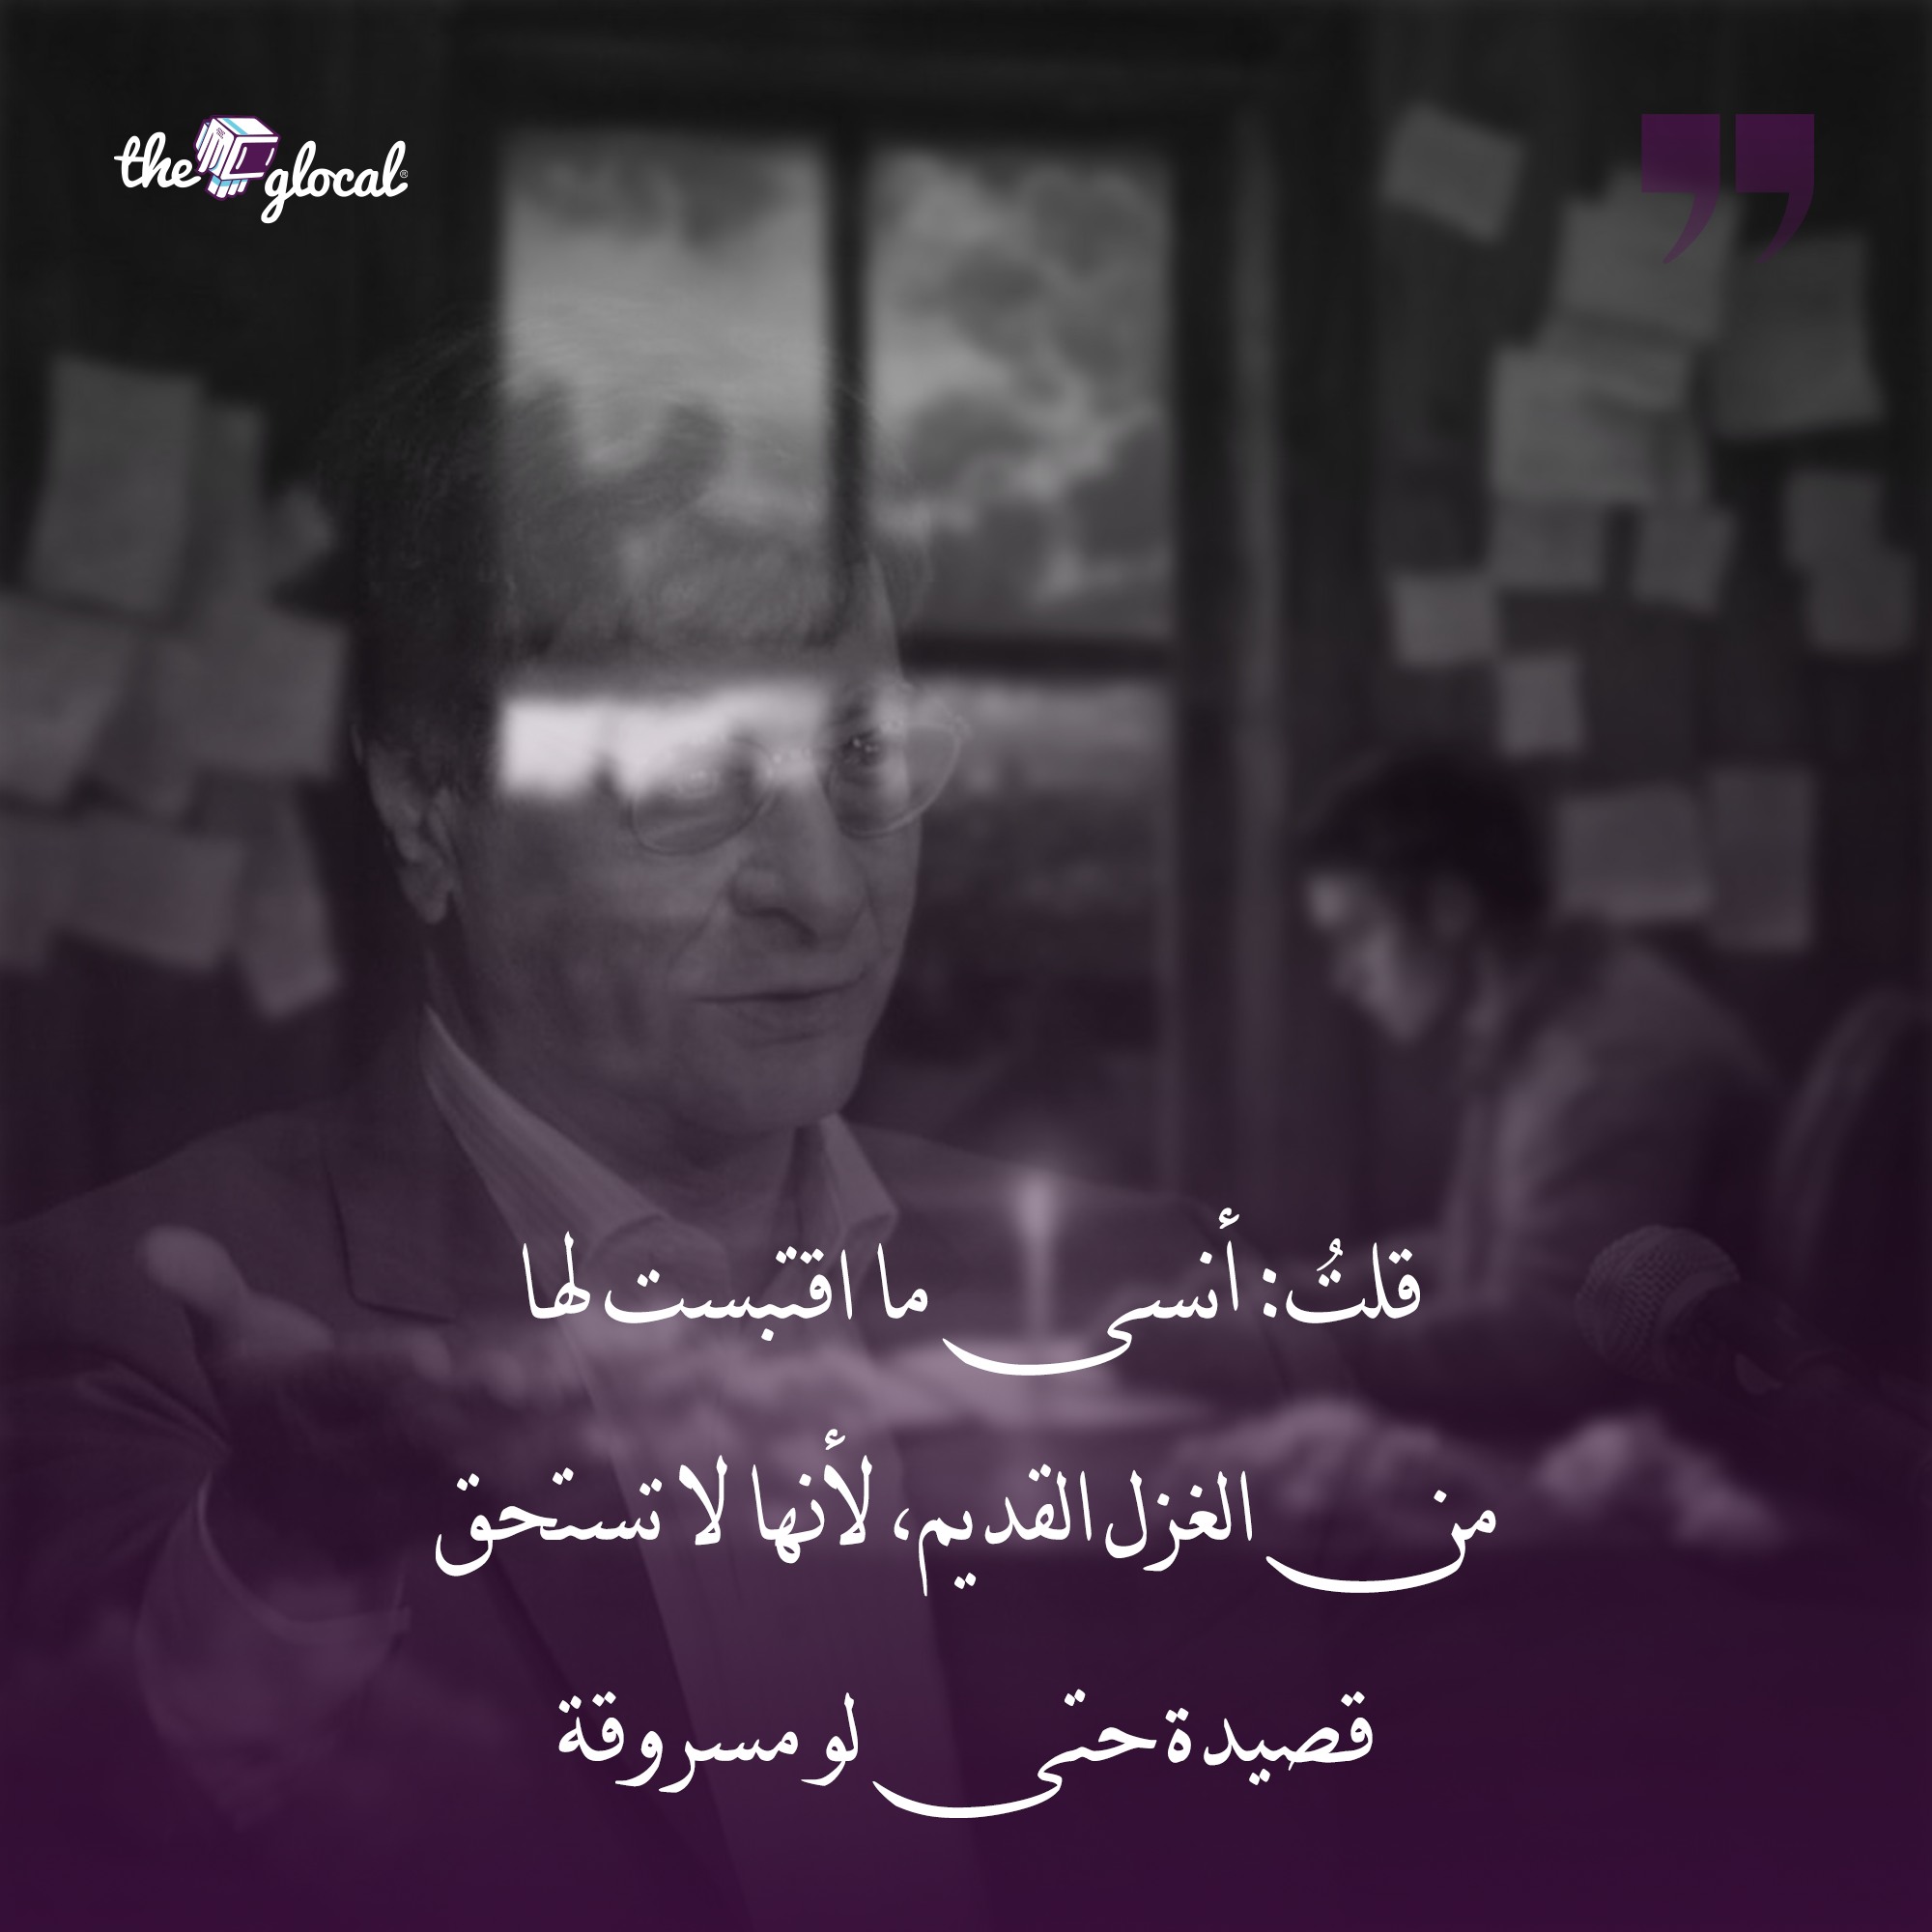 the glocal®
قلتُ: أنسى ما اقتبست لها
من الغزل القديم، لأنها لا تستحق
قصيدة حتى لو مسروقة